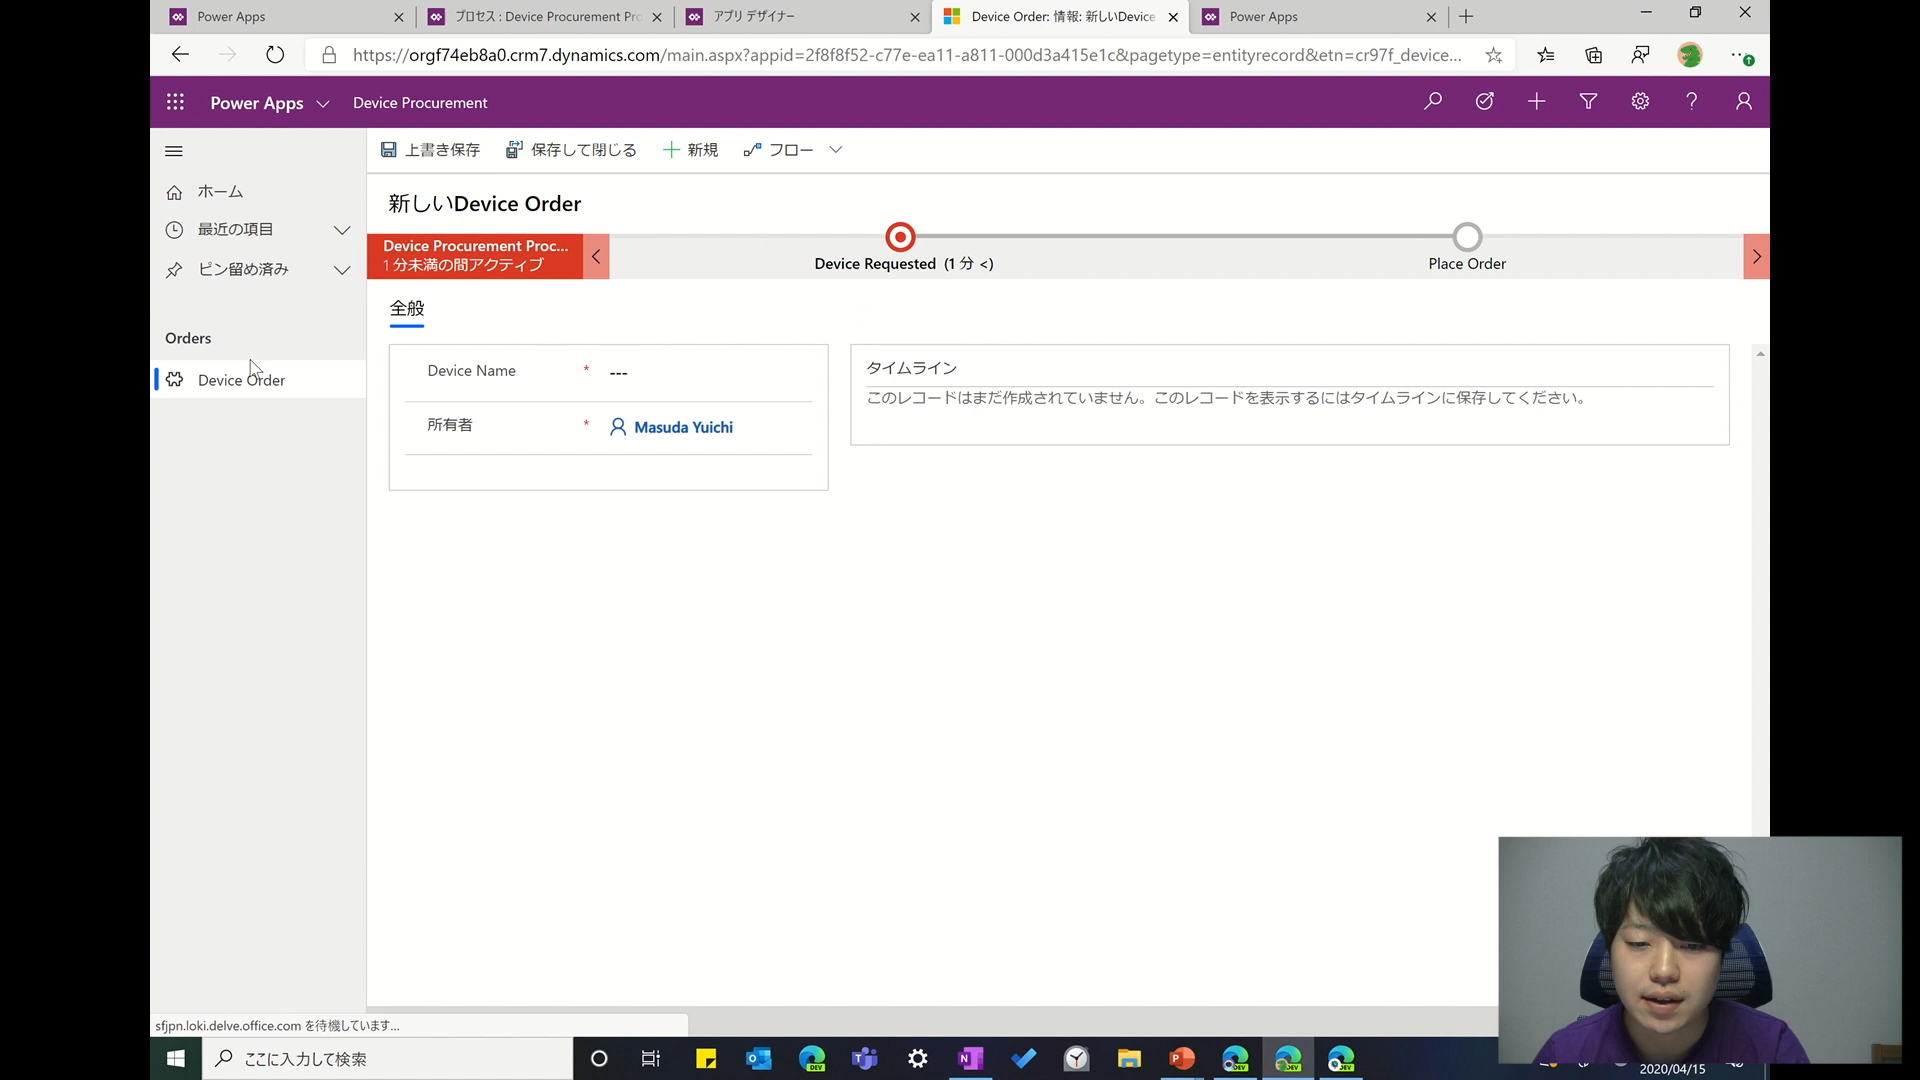 Power Apps
プロセス : Device Procurement Pr
アプリ デザイナー
Device Order: 情報: 新しいDevice
Power Apps
https://orgf74eb8a0.crm7.dynamics.com/main.aspx?appid=2f8f8f52-c77e-ea11-a811-000d3a415e1c&pagetype=entityrecord&etn=cr97f_device...
Power Apps
Device Procurement
上書き保存
保存して閉じる
新規
フロー
ホーム
最近の項目
ピン留め済み
Orders
Device Order
新しいDevice Order
Device Procurement Proc...
1 分未満の間アクティブ
Device Requested (1 分 <)
Place Order
全般
Device Name * ---
所有者 * Masuda Yuichi
タイムライン
このレコードはまだ作成されていません。このレコードを表示するにはタイムラインに保存してください。
sfjpn.loki.delve.office.com を待機しています...
ここに入力して検索
2020/04/15